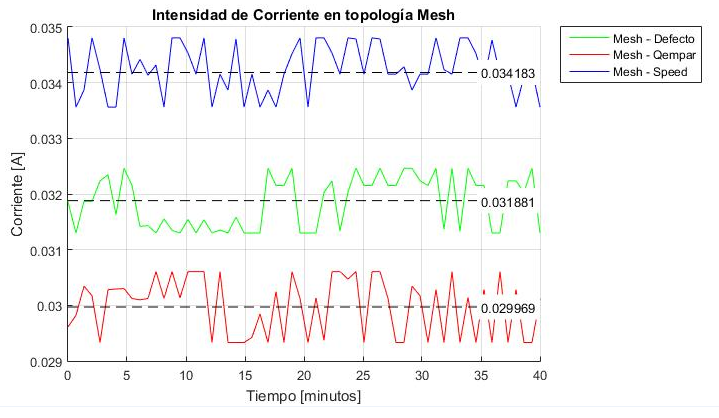 Intensidad de Corriente en topología Mesh
Mesh - Defecto
Mesh - Qempar
Mesh - Speed
Corriente [A]
0.035
0.034
0.033
0.032
0.031
0.03
0.029
0.034183
0.031881
0.029969
0 5 10 15 20 25 30 35 40
Tiempo [minutos]